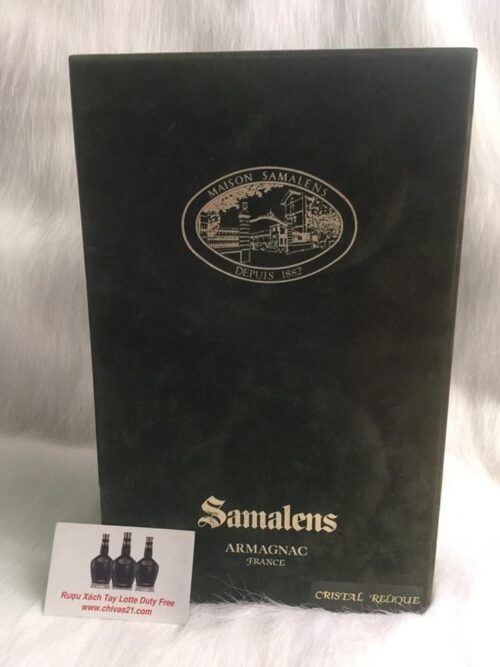 MAISON SAMALENS
DEPUIS 1882
Samalens
ARMAGNAC
FRANCE
CRISTAL RELIQUE
Rượu Xách Tay Lotte Duty Free
www.chivas21.com